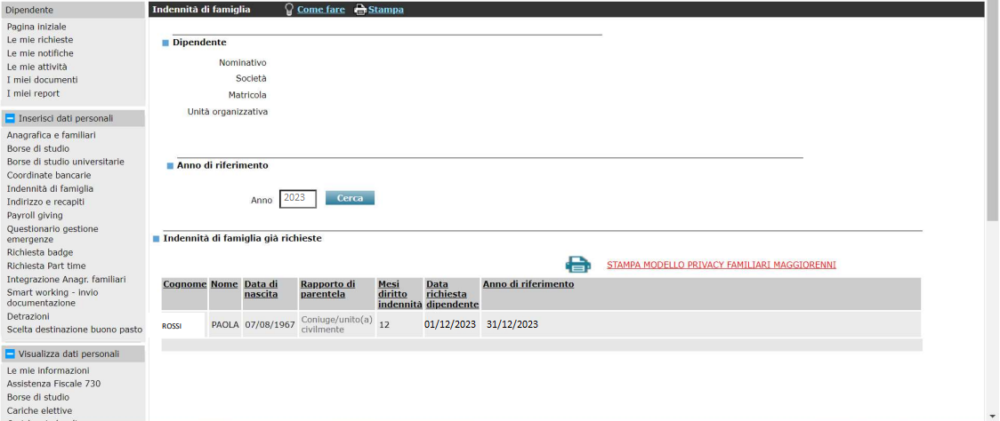 Dipendente
Pagina iniziale
Le mie richieste
Le mie notifiche
Le mie attività
I miei documenti
I miei report
Inserisci dati personali
Anagrafica e familiari
Borse di studio
Borse di studio universitarie
Coordinate bancarie
Indennità di famiglia
Indirizzo e recapiti
Payroll giving
Questionario gestione
emergenze
Richiesta badge
Richiesta Part time
Integrazione Anagr. familiari
Smart working - invio
documentazione
Detrazioni
Scelta destinazione buono pasto
Visualizza dati personali
Le mie informazioni
Assistenza Fiscale 730
Borse di studio
Cariche elettive
Indennità di famiglia Come fare Stampa
Dipendente
Nominativo
Società
Matricola
Unità organizzativa
Anno di riferimento
Anno 2023 Cerca
Indennità di famiglia già richieste
STAMPA MODELLO PRIVACY FAMILIARI MAGGIORENNI
Cognome Nome Data di nascita Rapporto di parentela Mesi diritto indennità Data richiesta dipendente Anno di riferimento
ROSSI PAOLA 07/08/1967 Coniuge/unito(a) civilmente 12 01/12/2023 31/12/2023